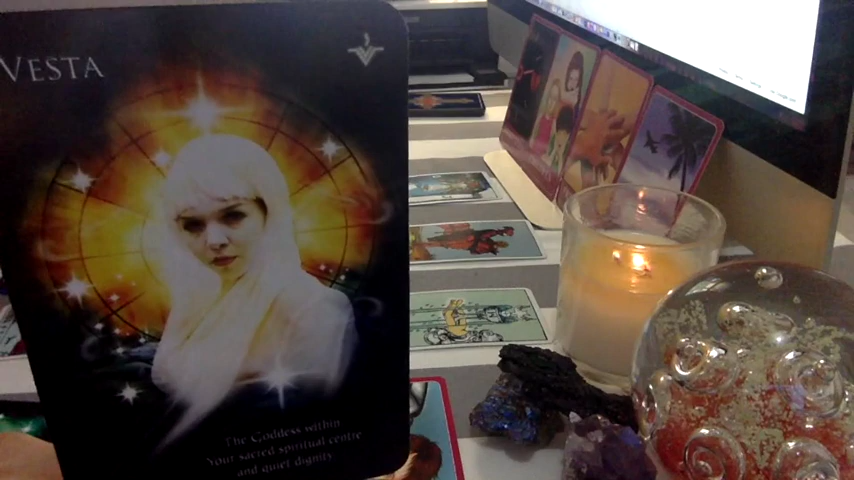 VESTA
The Goddess within
Your sacred spiritual centre
and quiet dignity